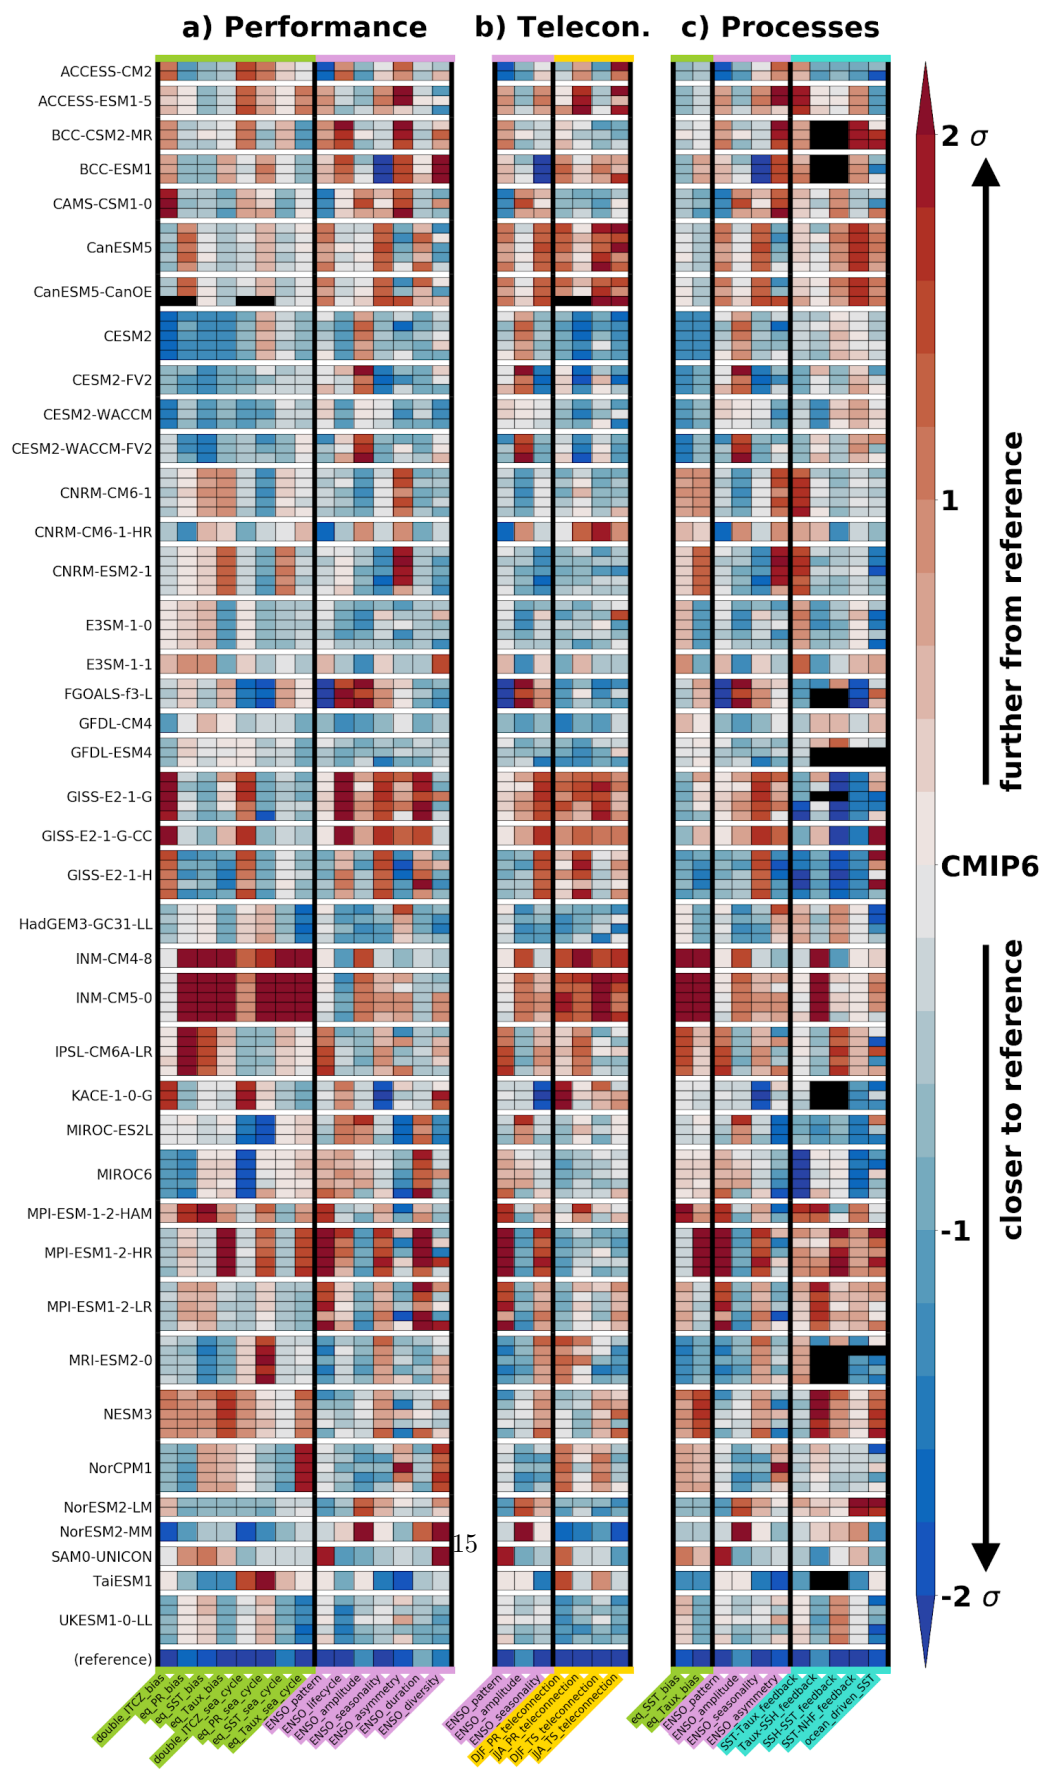 a) Performance
b) Telecon.
c) Processes
ACCESS-CM2
ACCESS-ESM1-5
BCC-CSM2-MR
BCC-ESM1
CAMS-CSM1-0
CanESM5
CanESM5-CanOE
CESM2
CESM2-FV2
CESM2-WACCM
CESM2-WACCM-FV2
CNRM-CM6-1
CNRM-CM6-1-HR
CNRM-ESM2-1
E3SM-1-0
E3SM-1-1
FGOALS-f3-L
GFDL-CM4
GFDL-ESM4
GISS-E2-1-G
GISS-E2-1-G-CC
GISS-E2-1-H
HadGEM3-GC31-LL
INM-CM4-8
INM-CM5-0
IPSL-CM6A-LR
KACE-1-0-G
MIROC-ES2L
MIROC6
MPI-ESM-1-2-HAM
MPI-ESM1-2-HR
MPI-ESM1-2-LR
MRI-ESM2-0
NESM3
NorCPM1
NorESM2-LM
NorESM2-MM
SAM0-UNICON
TaiESM1
UKESM1-0-LL
(reference)
15
double_ITCZ_bias
eq_PR_bias
eq_SST_bias
eq_Taux_bias
double_ITCZ_sea_cycle
eq_PR_sea_cycle
eq_SST_sea_cycle
eq_Taux_sea_cycle
ENSO_pattern
ENSO_lifecycle
ENSO_amplitude
ENSO_seasonality
ENSO_asymmetry
ENSO_duration
ENSO_diversity
ENSO_pattern
ENSO_amplitude
ENSO_seasonality
DJF_PR_teleconnection
JJA_PR_teleconnection
DJF_TS_teleconnection
JJA_TS_teleconnection
eq_SST_bias
eq_Taux_bias
ENSO_pattern
ENSO_amplitude
ENSO_seasonality
ENSO_asymmetry
SST-Taux_feedback
Taux-SSH_feedback
SSH-SST_feedback
SST-NHF_feedback
ocean_driven_SST
2 σ
1
CMIP6
-1
-2 σ
further from reference
closer to reference